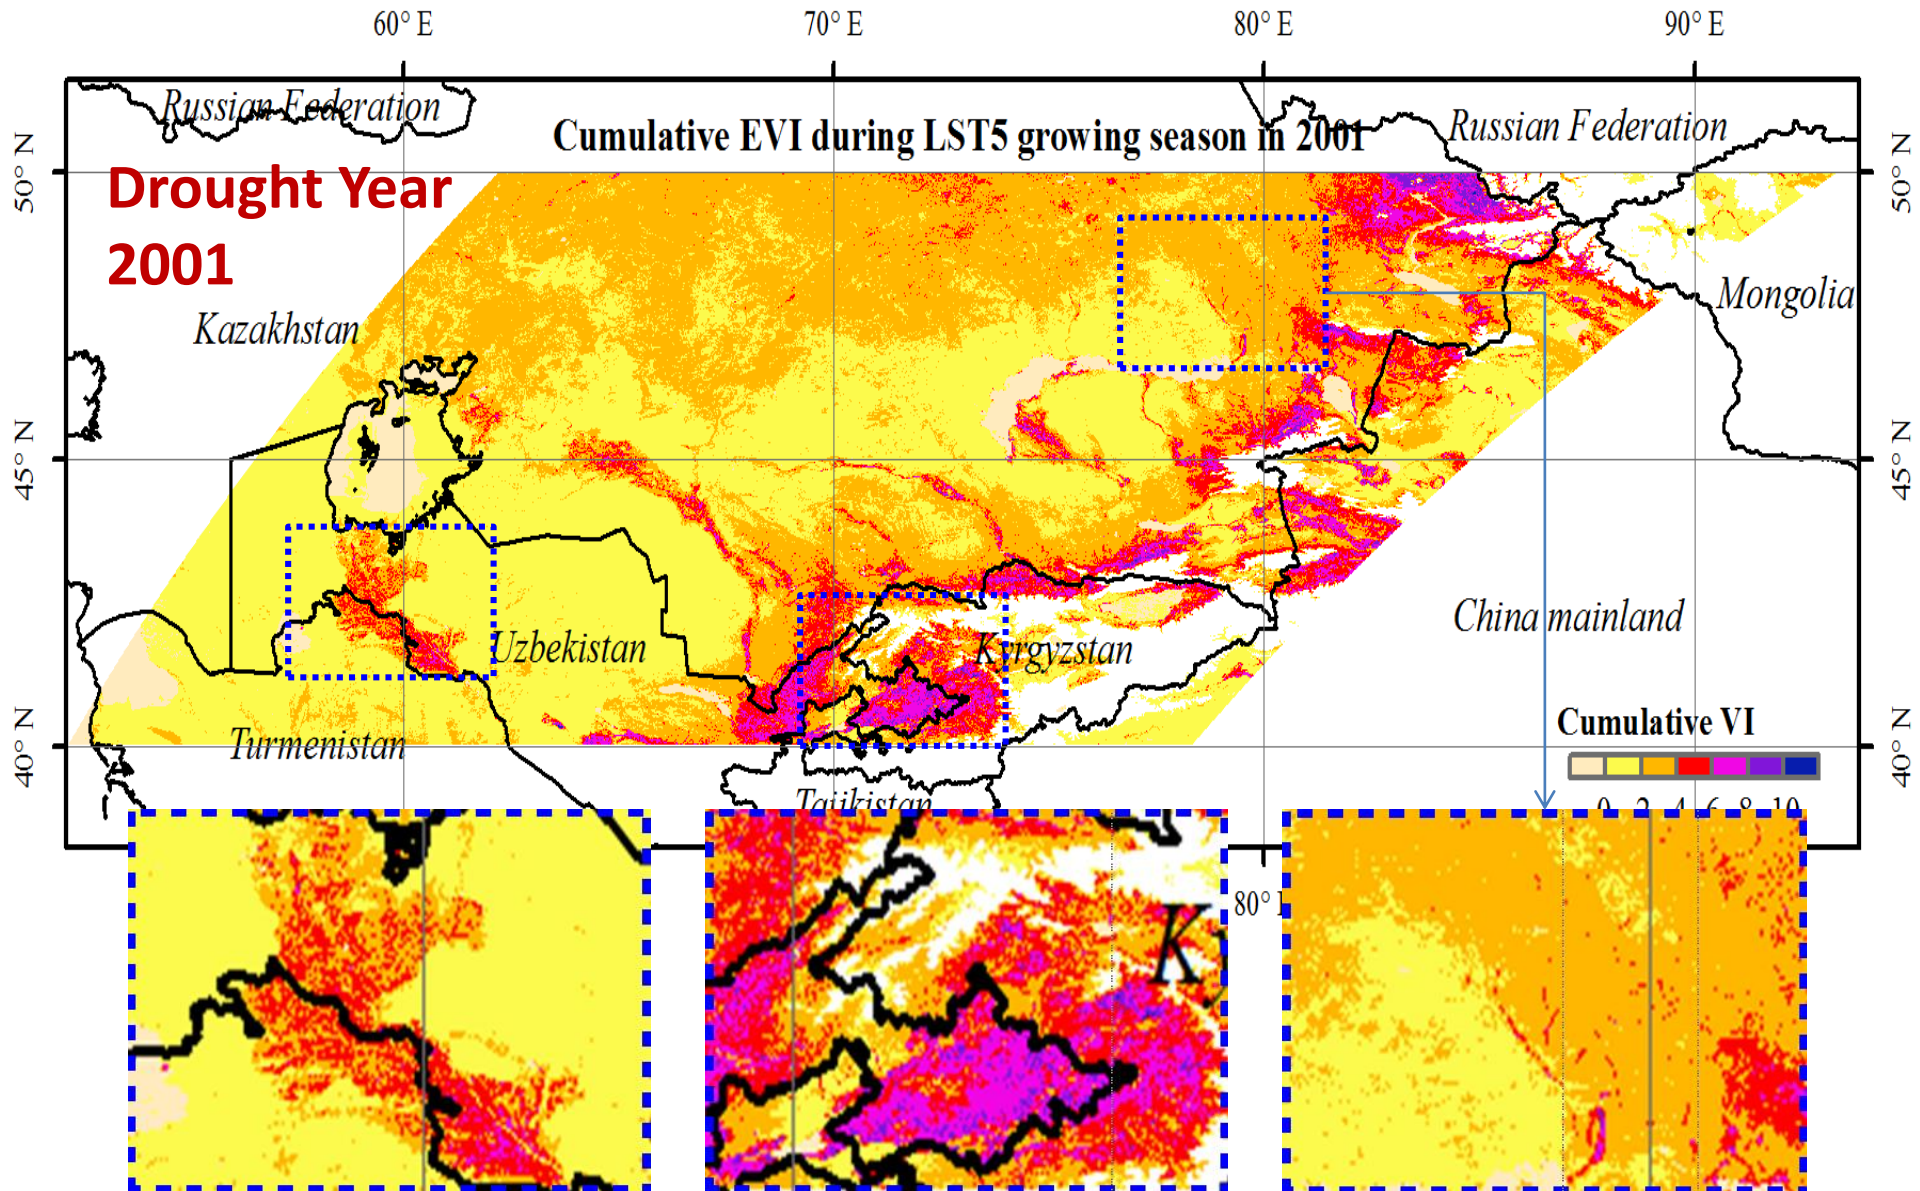 60° E 70° E 80° E 90° E
Russian Federation
Russian Federation
Cumulative EVI during LST5 growing season in 2001
50° N
50° N
Drought Year
2001
Kazakhstan
Mongolia
45° N
45° N
Uzbekistan
Kyrgyzstan
China mainland
Cumulative VI
40° N
40° N
Turmenistan
Tajikistan
0 2 4 6 8 10
80°
K